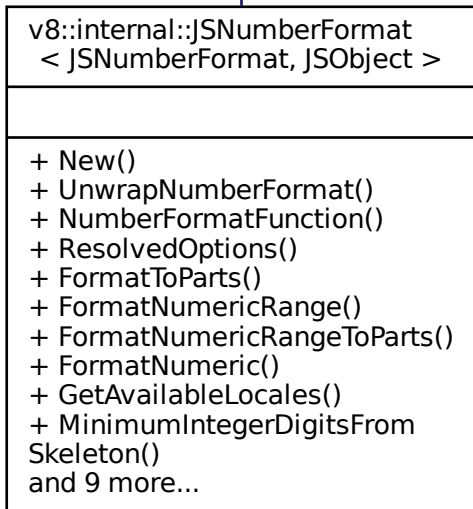 v8::internal::JSNumberFormat
< JSNumberFormat, JSObject >
+ New()
+ UnwrapNumberFormat()
+ NumberFormatFunction()
+ ResolvedOptions()
+ FormatToParts()
+ FormatNumericRange()
+ FormatNumericRangeToParts()
+ FormatNumeric()
+ GetAvailableLocales()
+ MinimumIntegerDigitsFrom
Skeleton()
and 9 more...